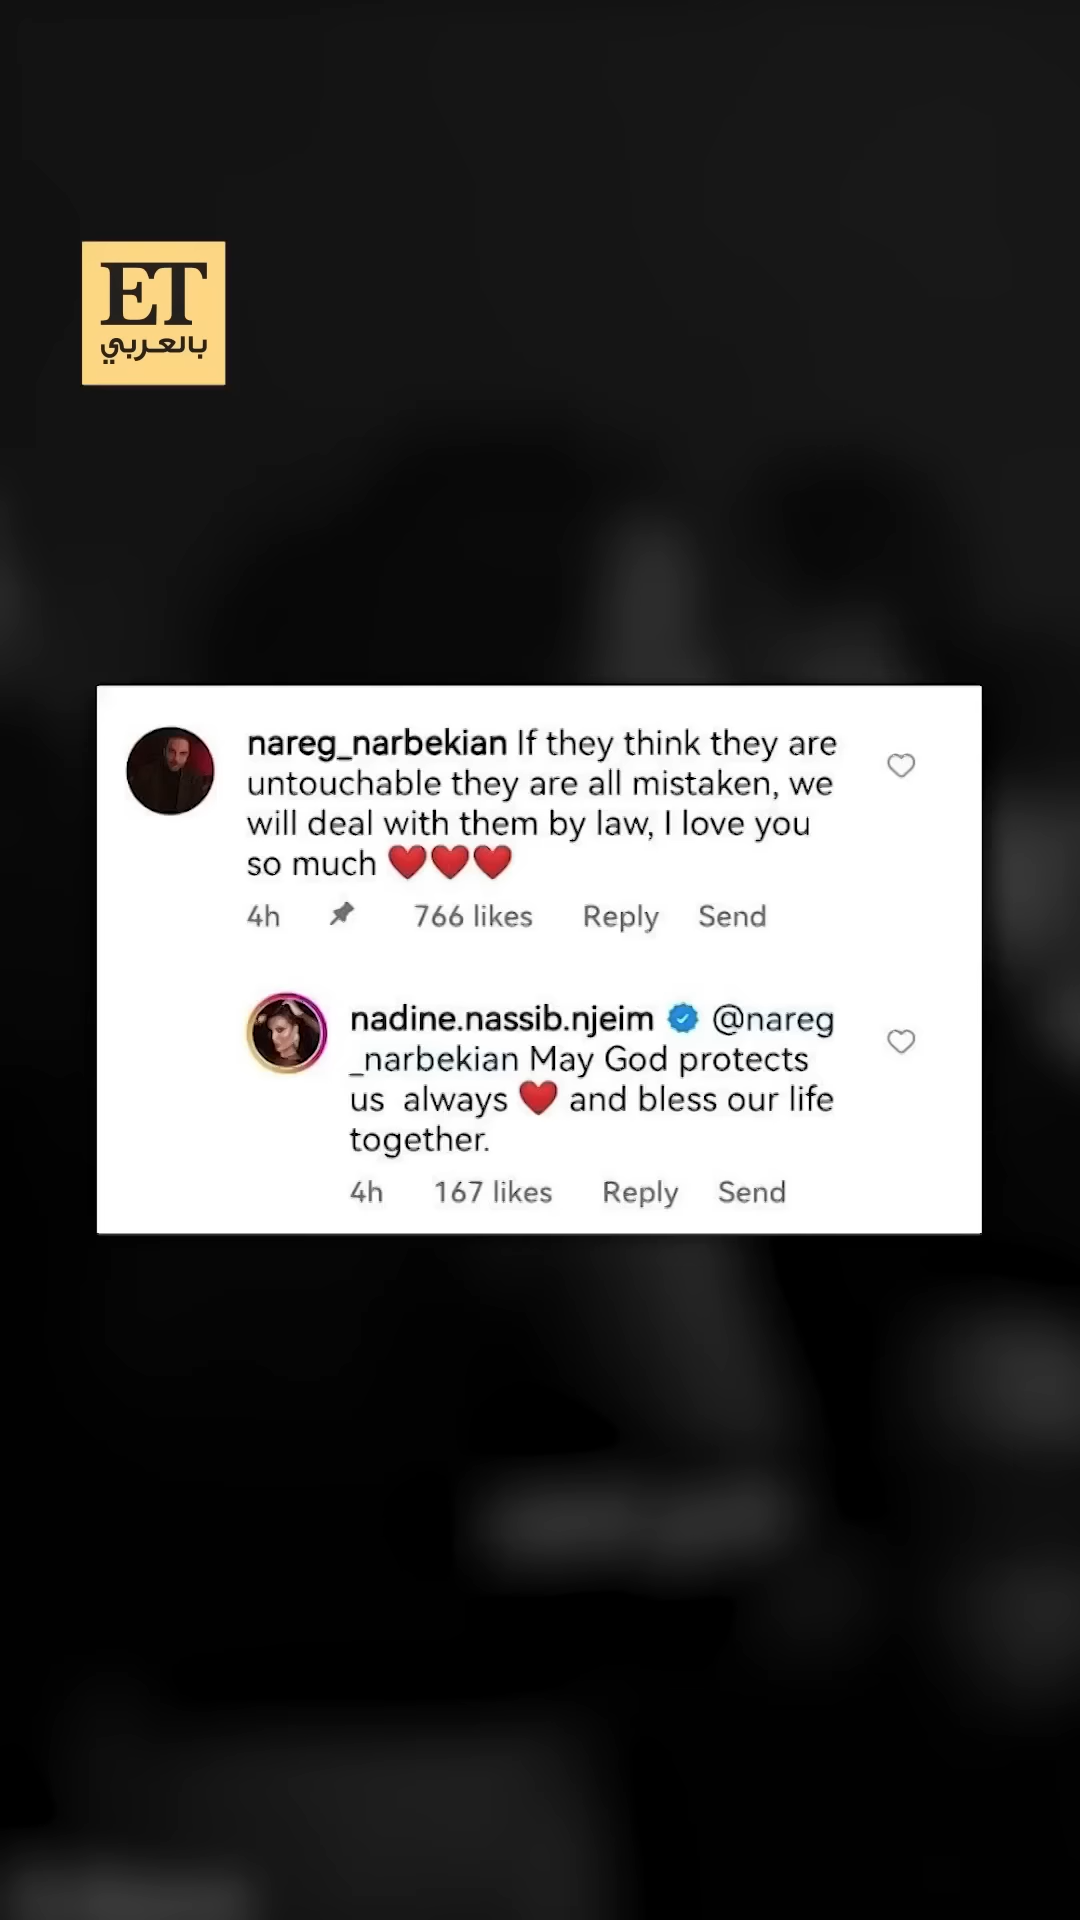 ET
بالعربي
nareg_narbekian If they think they are
untouchable they are all mistaken, we
will deal with them by law, I love you
so much ❤️❤️❤️
4h 766 likes Reply Send
nadine.nassib.njeim @nareg
_narbekian May God protects
us always ❤️ and bless our life
together.
4h 167 likes Reply Send